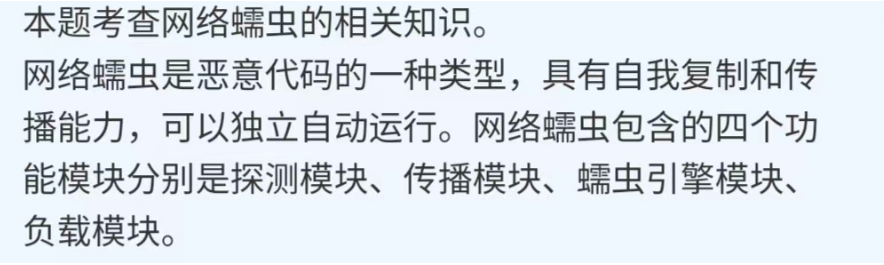 本题考查网络蠕虫的相关知识。
网络蠕虫是恶意代码的一种类型，具有自我复制和传
播能力，可以独立自动运行。网络蠕虫包含的四个功
能模块分别是探测模块、传播模块、蠕虫引擎模块、
负载模块。